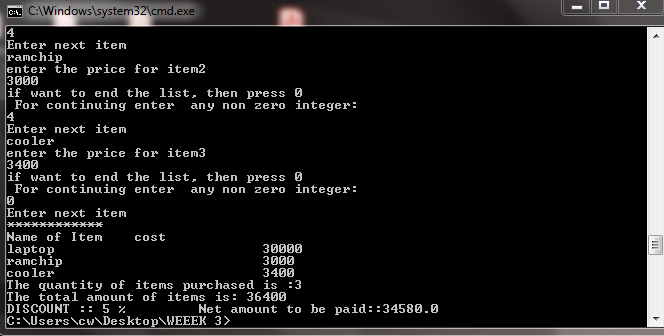 C:\Windows\system32\cmd.exe
4
Enter next item
ramchip
enter the price for item2
3000
if want to end the list, then press 0
For continuing enter  any non zero integer:
4
Enter next item
cooler
enter the price for item3
3400
if want to end the list, then press 0
For continuing enter  any non zero integer:
0
Enter next item
************
Name of Item    cost
laptop                          30000
ramchip                         3000
cooler                          3400
The quantity of items purchased is :3
The total amount of items is: 36400
DISCOUNT :: 5 %         Net amount to be paid::34580.0
C:\Users\cw\Desktop\WEEEK 3>